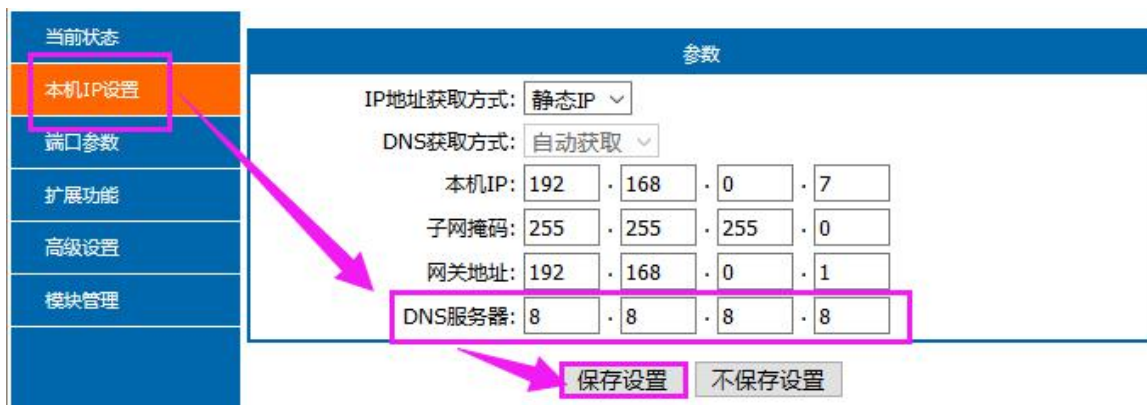 当前状态
本机IP设置
端口参数
扩展功能
高级设置
模块管理
参数
IP地址获取方式: 静态IP
DNS获取方式: 自动获取
本机IP: 192 . 168 . 0 . 7
子网掩码: 255 . 255 . 255 . 0
网关地址: 192 . 168 . 0 . 1
DNS服务器: 8 . 8 . 8 . 8
保存设置 不保存设置